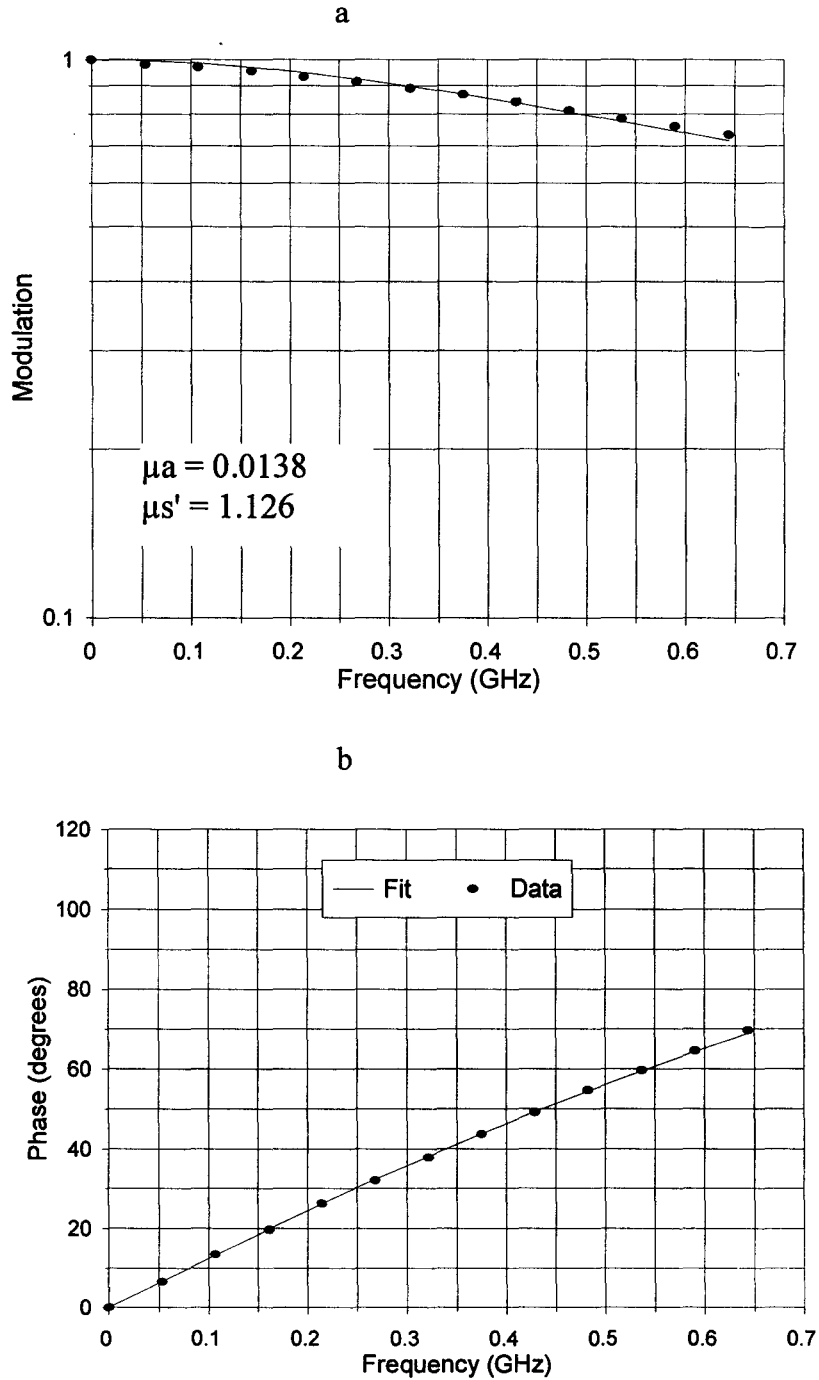 a
1
Modulation
μa = 0.0138
μs' = 1.126
0.1
0 0.1 0.2 0.3 0.4 0.5 0.6 0.7
Frequency (GHz)
b
120
Fit Data
100
80
Phase (degrees)
60
40
20
0
0 0.1 0.2 0.3 0.4 0.5 0.6 0.7
Frequency (GHz)